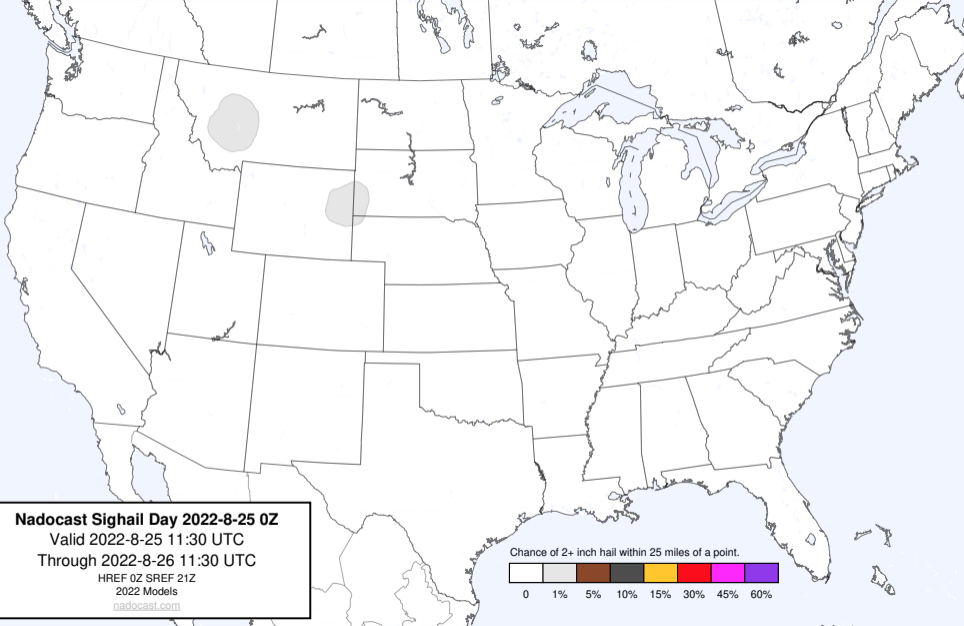 Nadocast Sighail Day 2022-8-25 0Z
Valid 2022-8-25 11:30 UTC
Through 2022-8-26 11:30 UTC
HREF 0Z SREF 21Z
2022 Models
nadocast.com
Chance of 2+ inch hail within 25 miles of a point.
0 1% 5% 10% 15% 30% 45% 60%